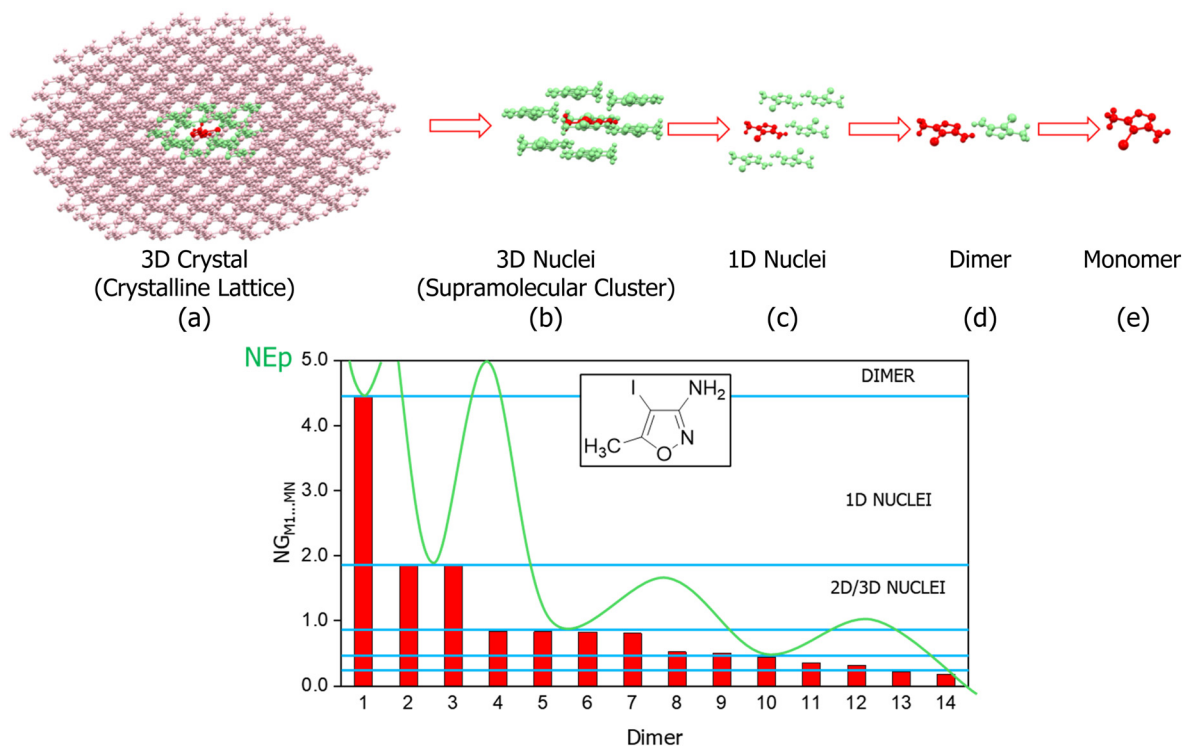 3D Crystal
(Crystalline Lattice)
(a)
3D Nuclei
(Supramolecular Cluster)
(b)
1D Nuclei
(c)
Dimer
(d)
Monomer
(e)
NEp
5.0
4.0
3.0
2.0
1.0
0.0
NG_M1...MN
DIMER
1D NUCLEI
2D/3D NUCLEI
I
NH₂
H₃C
O
N
1 2 3 4 5 6 7 8 9 10 11 12 13 14
Dimer